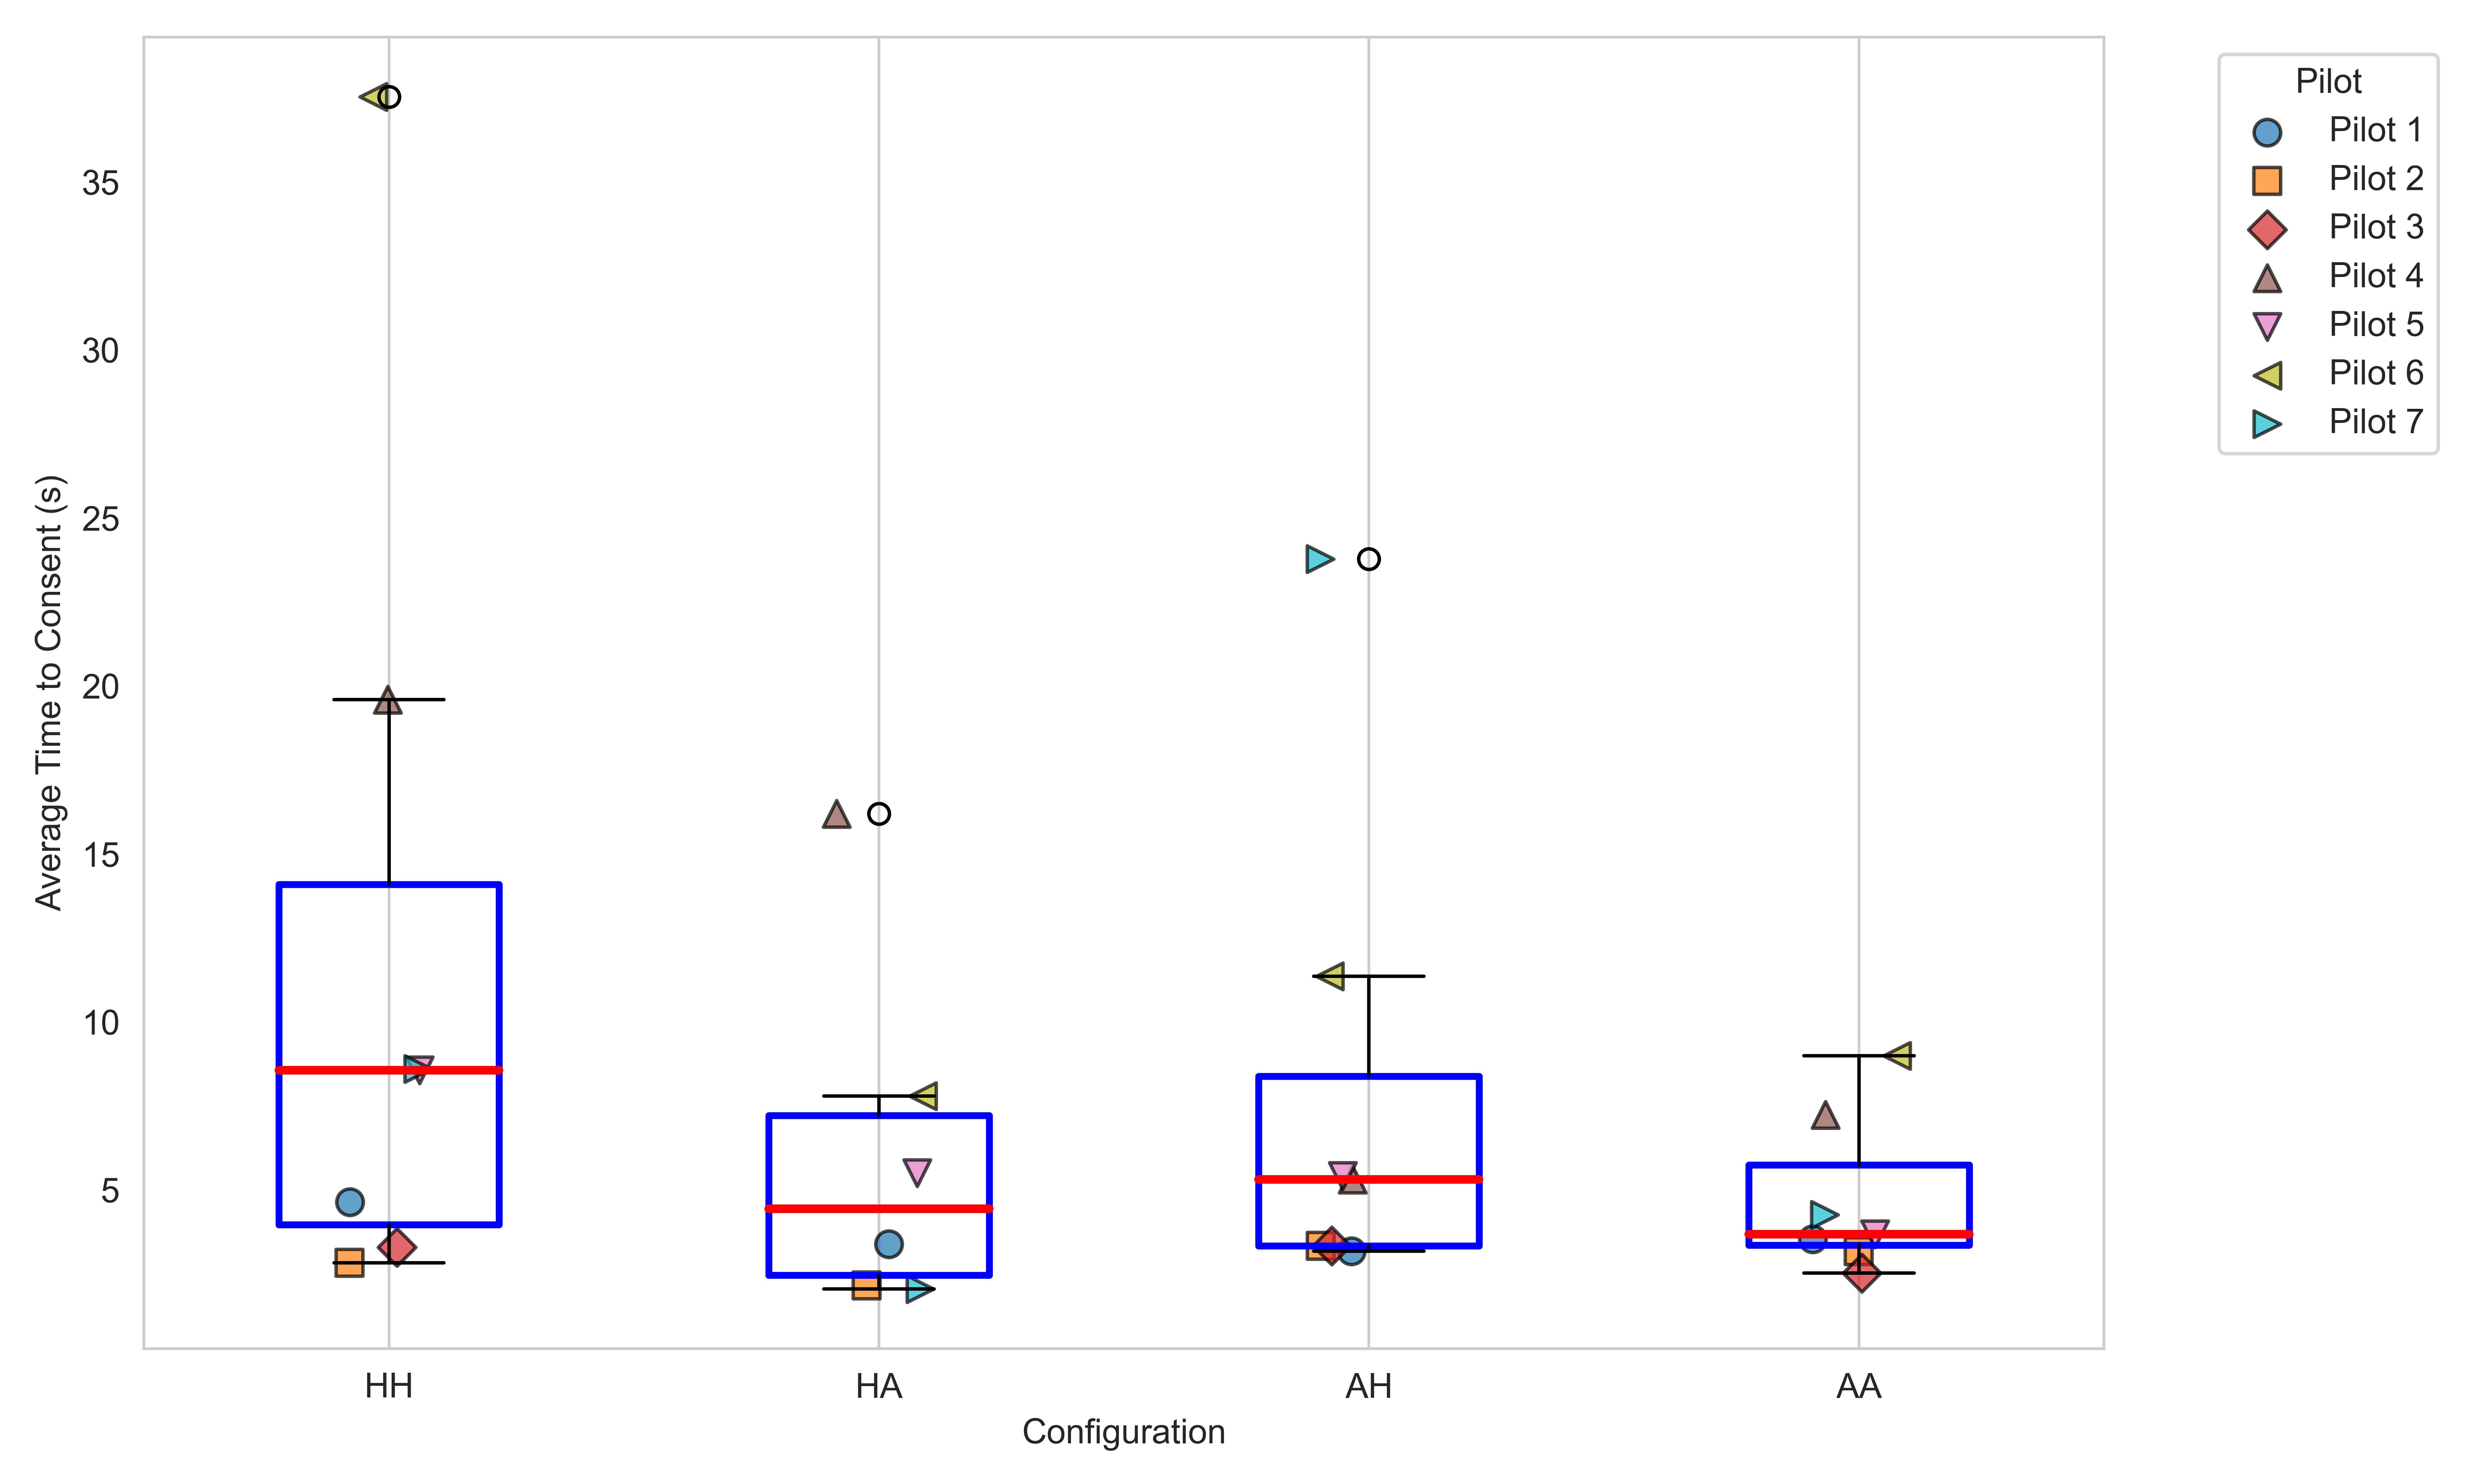 Pilot
Pilot 1
Pilot 2
Pilot 3
Pilot 4
Pilot 5
Pilot 6
Pilot 7
Average Time to Consent (s)
35
30
25
20
15
10
5
HH HA AH AA
Configuration